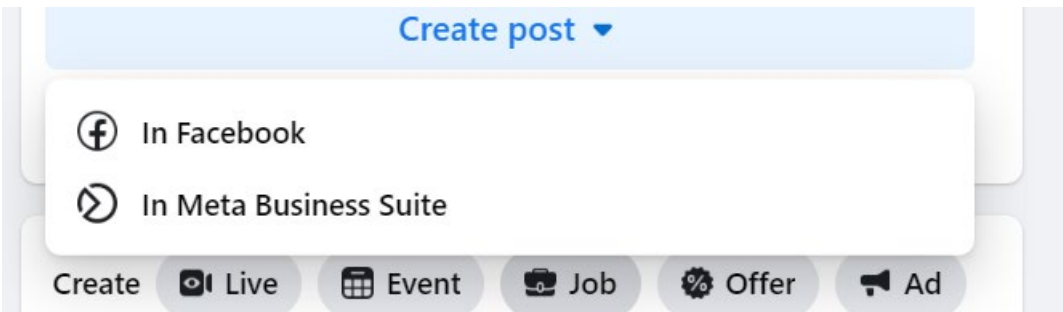 Create post
In Facebook
In Meta Business Suite
Create Live Event Job Offer Ad